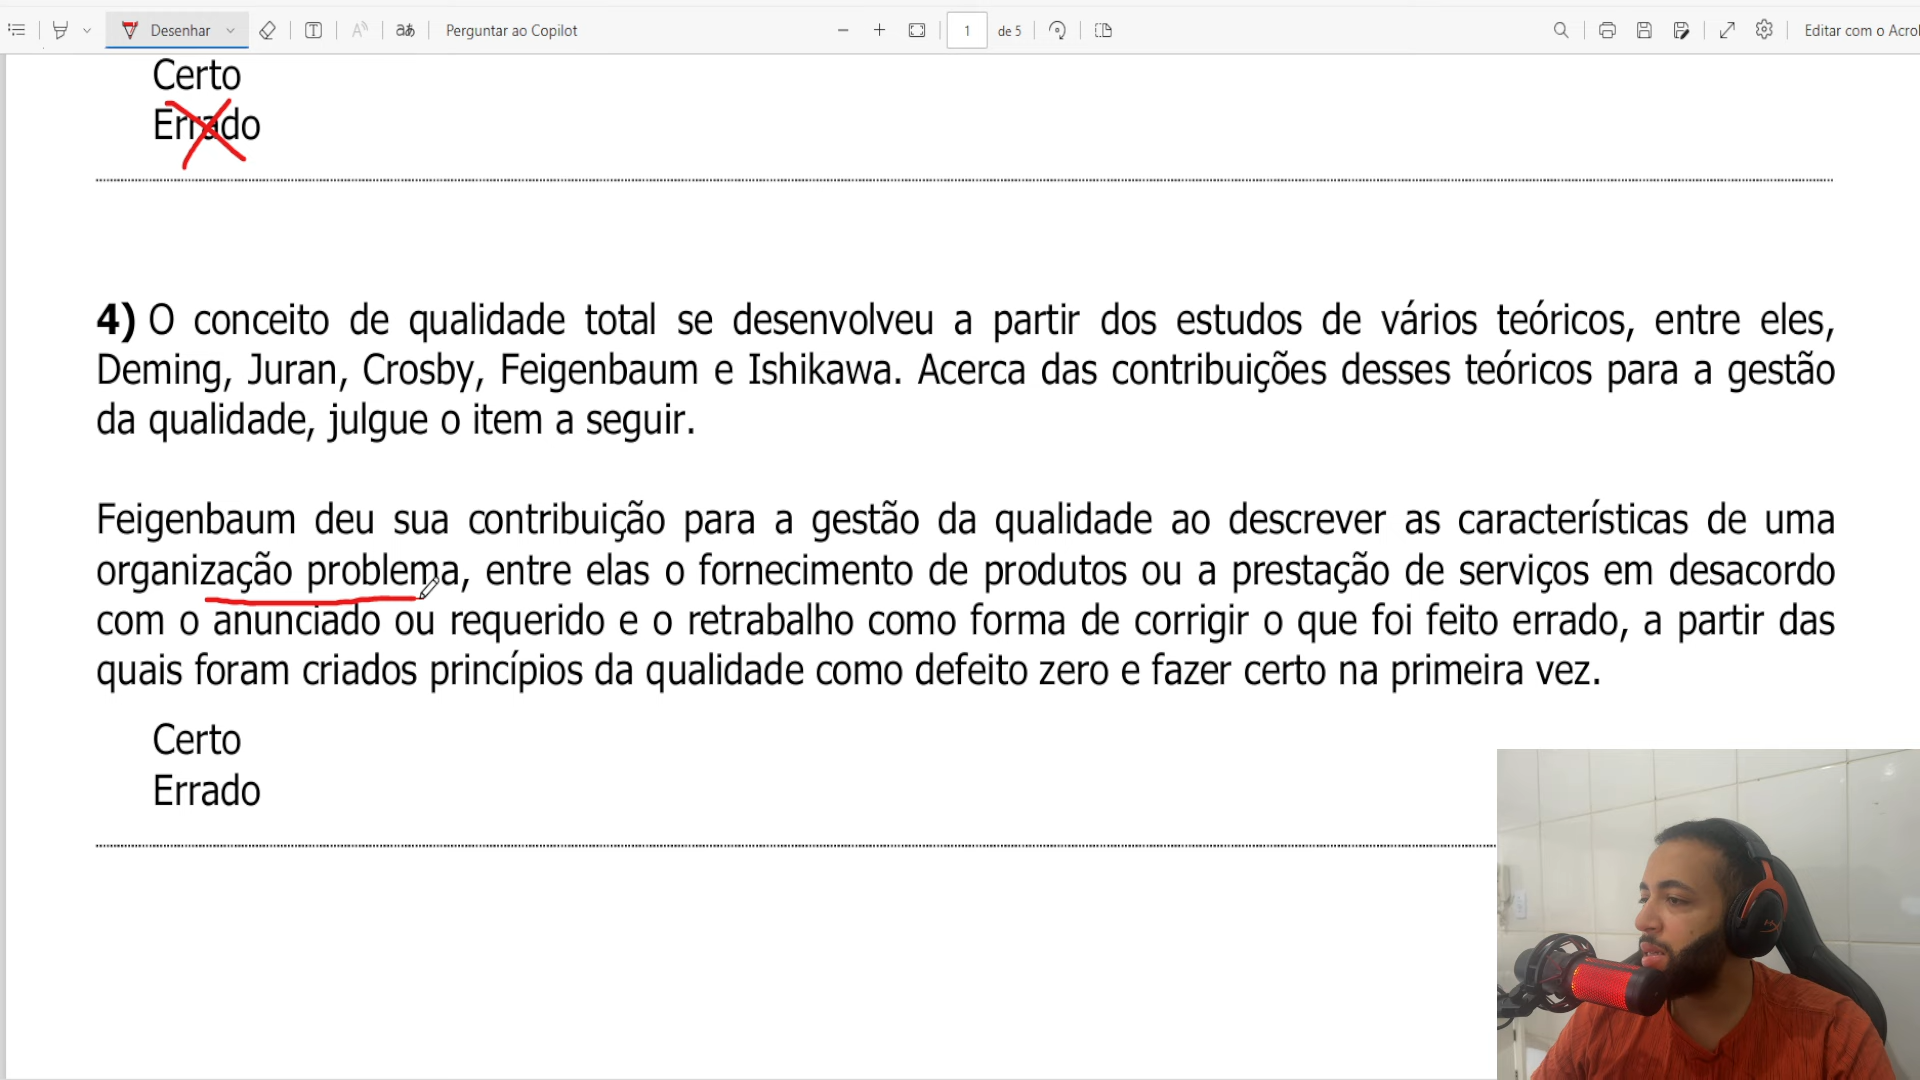 Desenhar
Perguntar ao Copilot
1 de 5
Editar com o Acrol
Certo
Errado
4) O conceito de qualidade total se desenvolveu a partir dos estudos de vários teóricos, entre eles,
Deming, Juran, Crosby, Feigenbaum e Ishikawa. Acerca das contribuições desses teóricos para a gestão
da qualidade, julgue o item a seguir.
Feigenbaum deu sua contribuição para a gestão da qualidade ao descrever as características de uma
organização problema, entre elas o fornecimento de produtos ou a prestação de serviços em desacordo
com o anunciado ou requerido e o retrabalho como forma de corrigir o que foi feito errado, a partir das
quais foram criados princípios da qualidade como defeito zero e fazer certo na primeira vez.
Certo
Errado